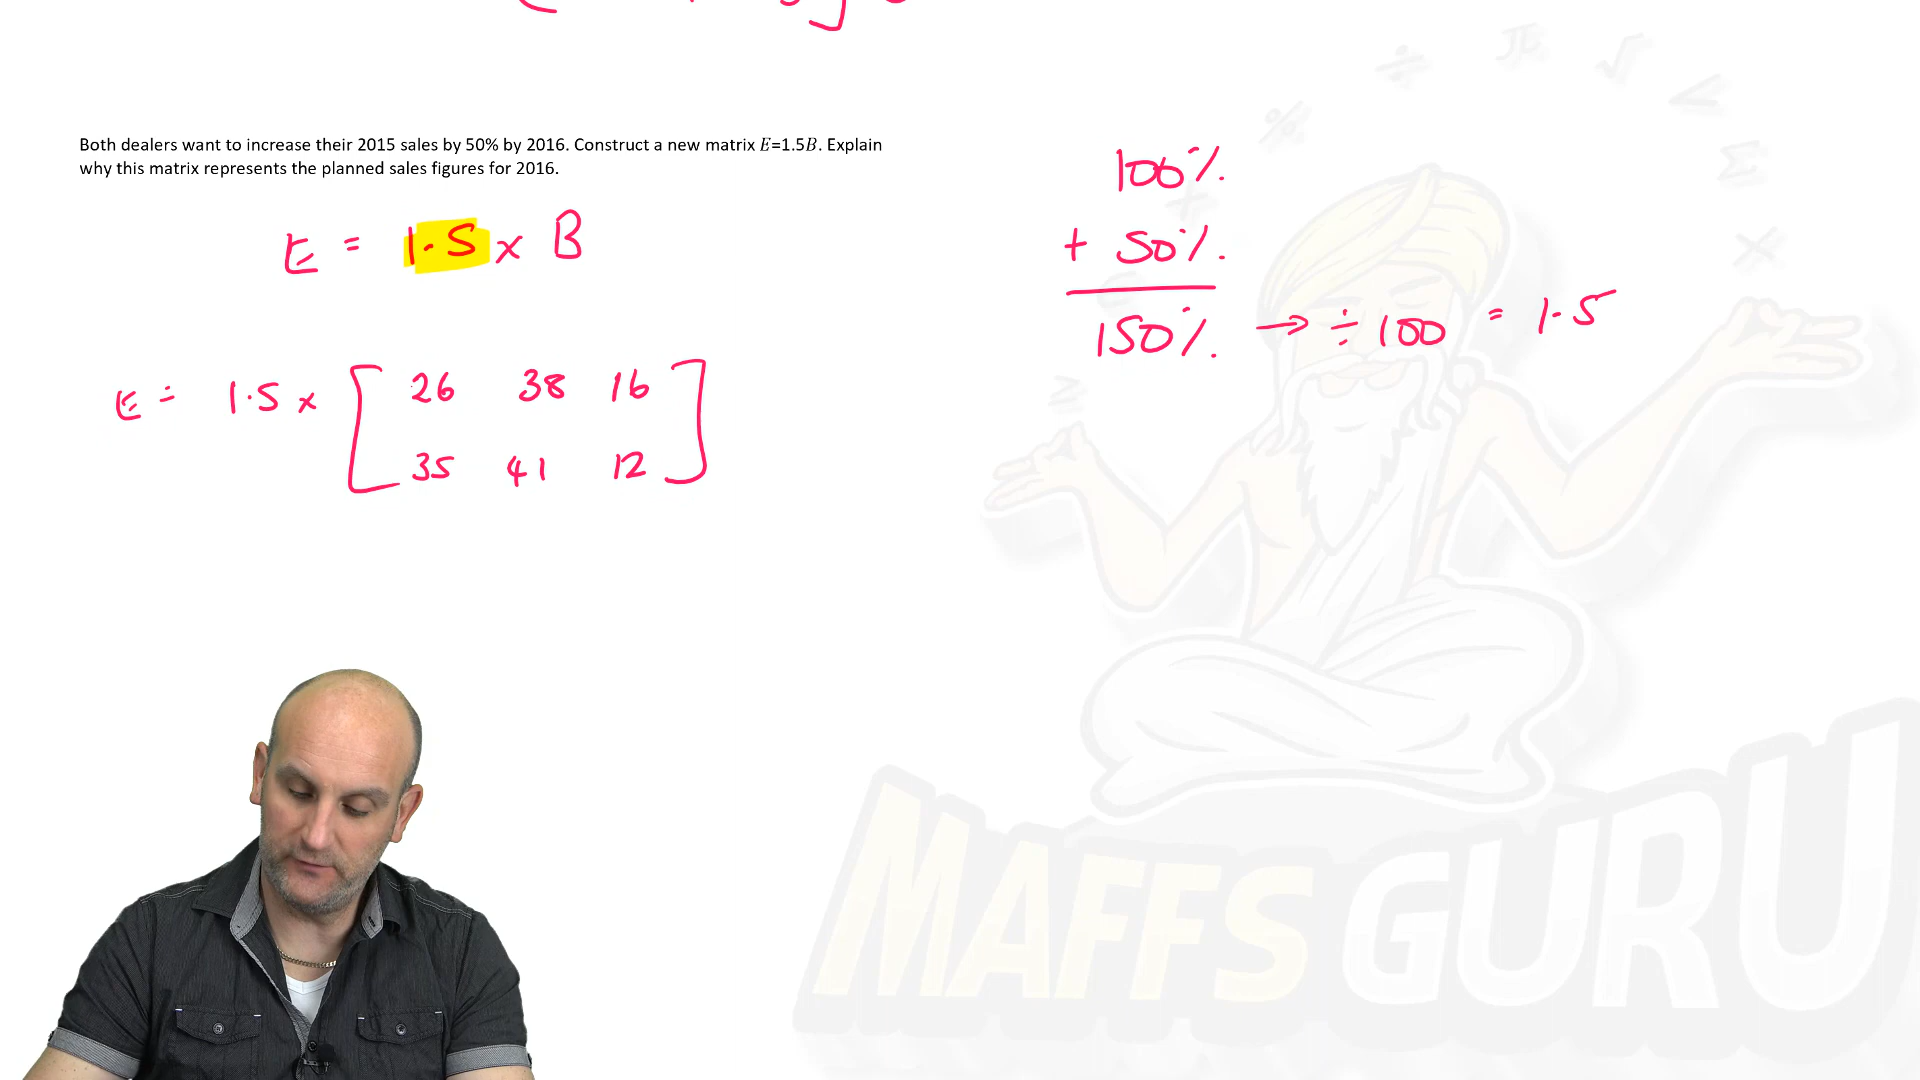 Both dealers want to increase their 2015 sales by 50% by 2016. Construct a new matrix E=1.5B. Explain
why this matrix represents the planned sales figures for 2016.
E = 1.5 × B
100%
+ 50%
150% → ÷ 100 = 1.5
E = 1.5 × [ 26 38 16
35 41 12 ]
MAFFS GURU